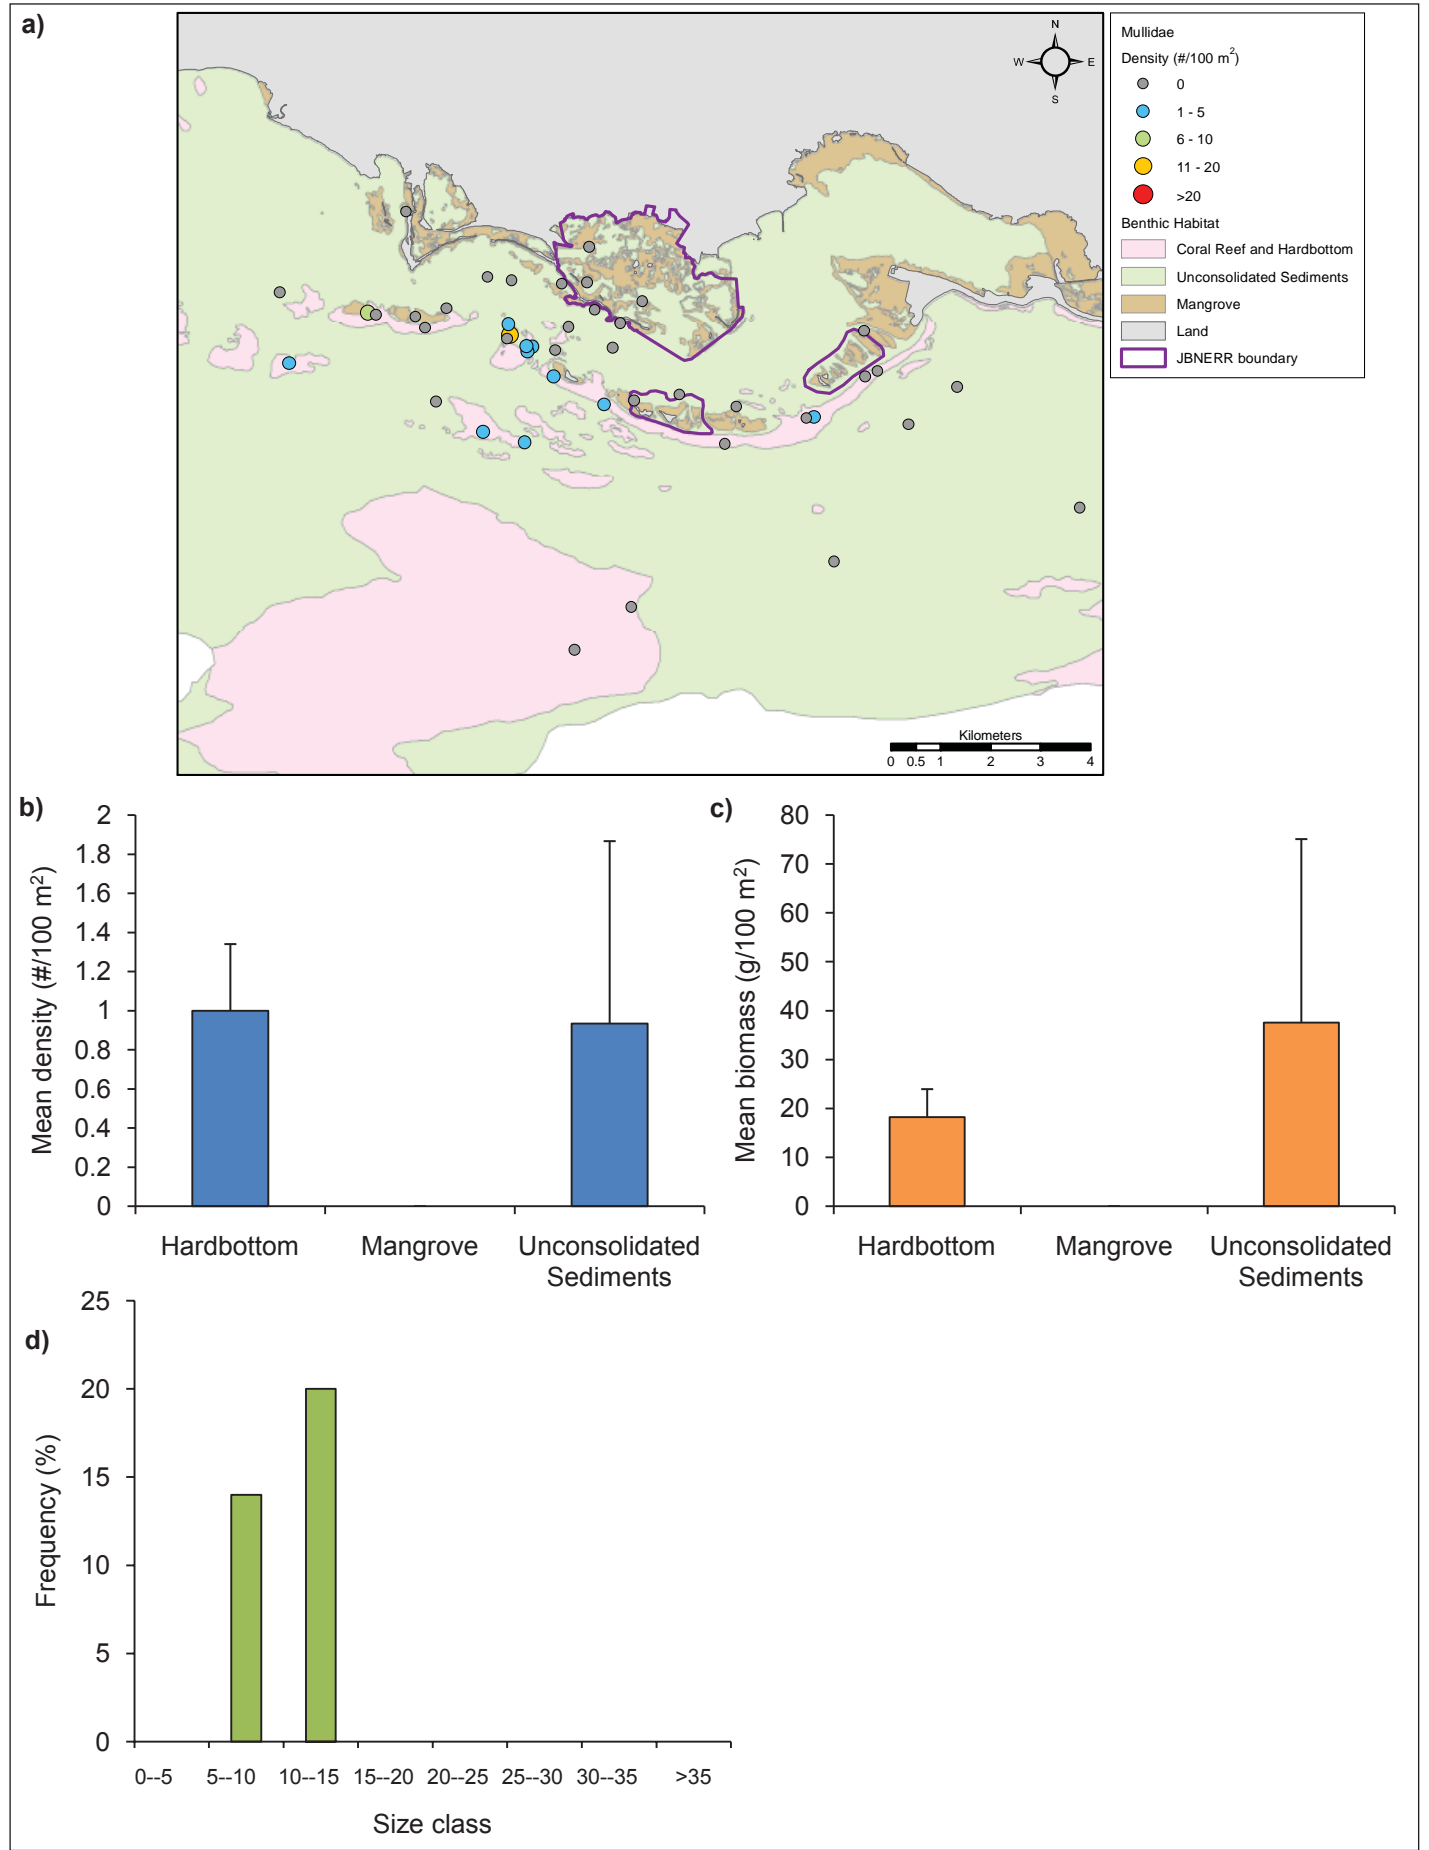 a)
N
W E
S
Kilometers
0 0.5 1 2 3 4
Mullidae
Density (#/100 m²)
0
1 - 5
6 - 10
11 - 20
>20
Benthic Habitat
Coral Reef and Hardbottom
Unconsolidated Sediments
Mangrove
Land
JBNERR boundary
b)
Mean density (#/100 m²)
2
1.8
1.6
1.4
1.2
1
0.8
0.6
0.4
0.2
0
Hardbottom Mangrove Unconsolidated
Sediments
c)
Mean biomass (g/100 m²)
80
70
60
50
40
30
20
10
0
Hardbottom Mangrove Unconsolidated
Sediments
d)
Frequency (%)
25
20
15
10
5
0
0--5 5--10 10--15 15--20 20--25 25--30 30--35 >35
Size class